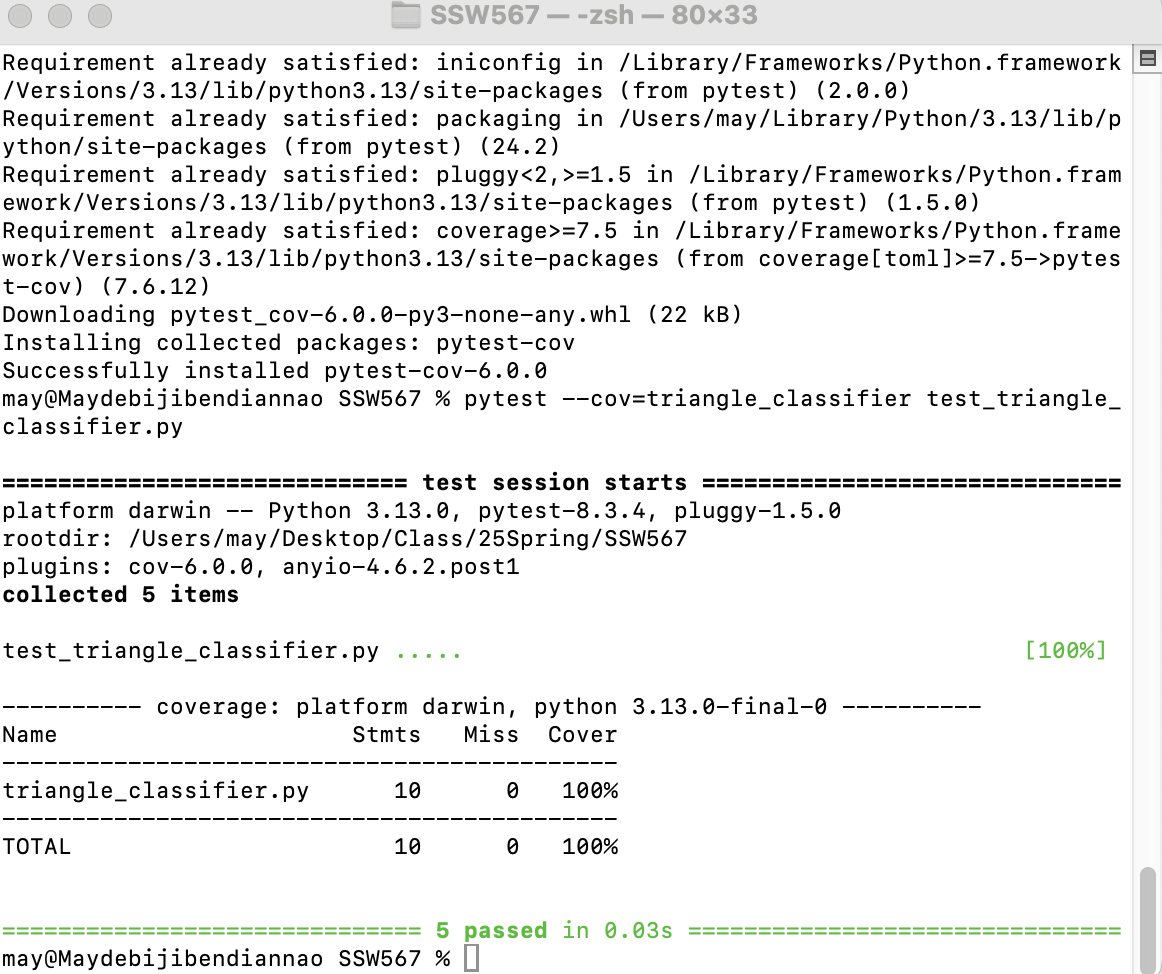 SSW567 — -zsh — 80×33
Requirement already satisfied: iniconfig in /Library/Frameworks/Python.framework
/Versions/3.13/lib/python3.13/site-packages (from pytest) (2.0.0)
Requirement already satisfied: packaging in /Users/may/Library/Python/3.13/lib/p
ython/site-packages (from pytest) (24.2)
Requirement already satisfied: pluggy<2,>=1.5 in /Library/Frameworks/Python.fram
ework/Versions/3.13/lib/python3.13/site-packages (from pytest) (1.5.0)
Requirement already satisfied: coverage>=7.5 in /Library/Frameworks/Python.frame
work/Versions/3.13/lib/python3.13/site-packages (from coverage[toml]>=7.5->pytes
t-cov) (7.6.12)
Downloading pytest_cov-6.0.0-py3-none-any.whl (22 kB)
Installing collected packages: pytest-cov
Successfully installed pytest-cov-6.0.0
may@Maydebijibendiannao SSW567 % pytest --cov=triangle_classifier test_triangle_
classifier.py
============================= test session starts ==============================
platform darwin -- Python 3.13.0, pytest-8.3.4, pluggy-1.5.0
rootdir: /Users/may/Desktop/Class/25Spring/SSW567
plugins: cov-6.0.0, anyio-4.6.2.post1
collected 5 items
test_triangle_classifier.py .....                                        [100%]
---------- coverage: platform darwin, python 3.13.0-final-0 ----------
Name                     Stmts   Miss  Cover
--------------------------------------------
triangle_classifier.py      10      0   100%
--------------------------------------------
TOTAL                       10      0   100%
============================== 5 passed in 0.03s ===============================
may@Maydebijibendiannao SSW567 %